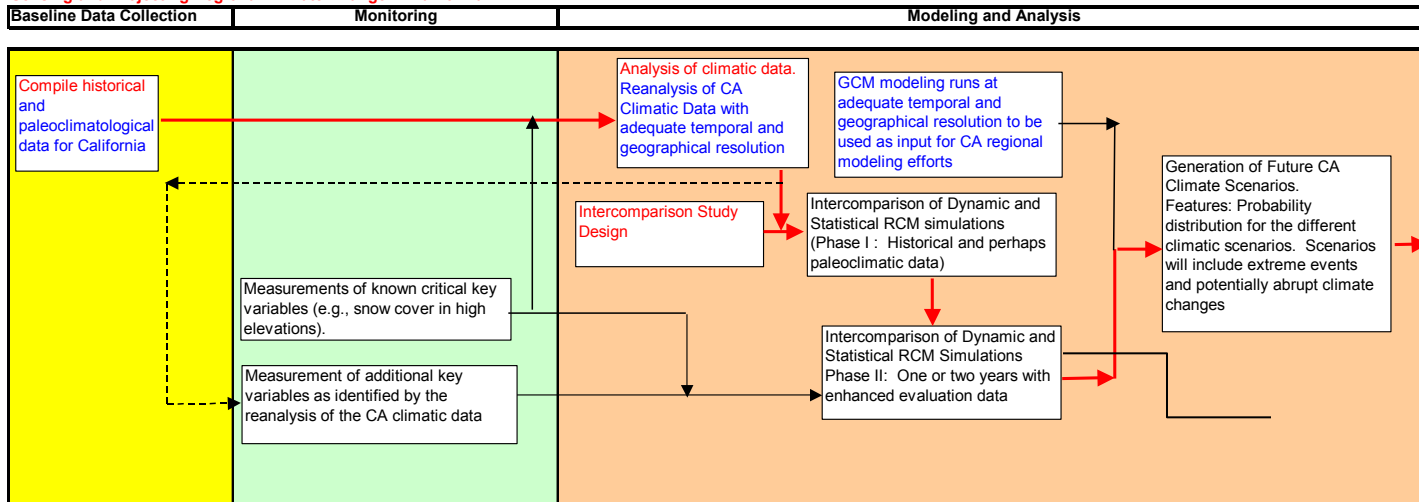 Baseline Data Collection
Monitoring
Modeling and Analysis
Compile historical
and
paleoclimatological
data for California
Analysis of climatic data.
Reanalysis of CA
Climatic Data with
adequate temporal and
geographical resolution
GCM modeling runs at
adequate temporal and
geographical resolution to be
used as input for CA regional
modeling efforts
Generation of Future CA
Climate Scenarios.
Features: Probability
distribution for the different
climatic scenarios. Scenarios
will include extreme events
and potentially abrupt climate
changes
Intercomparison Study
Design
Intercomparison of Dynamic and
Statistical RCM simulations
(Phase I : Historical and perhaps
paleoclimatic data)
Measurements of known critical key
variables (e.g., snow cover in high
elevations).
Intercomparison of Dynamic and
Statistical RCM Simulations
Phase II: One or two years with
enhanced evaluation data
Measurement of additional key
variables as identified by the
reanalysis of the CA climatic data